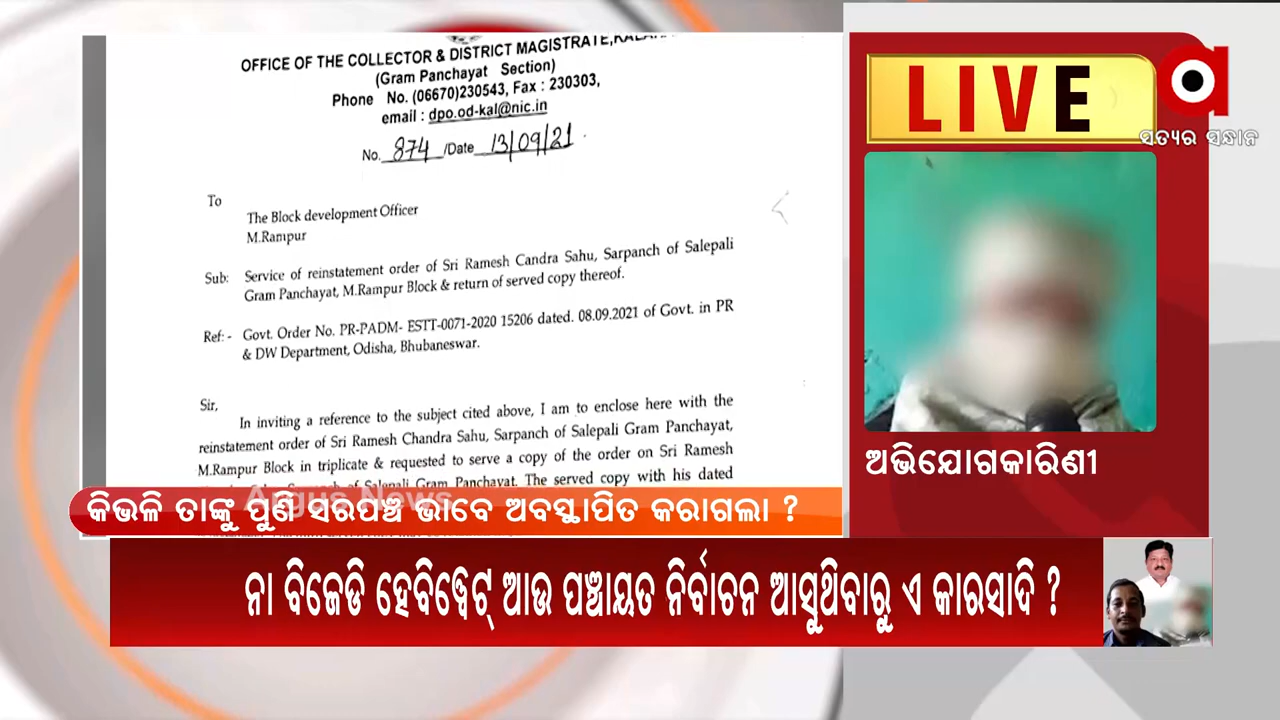 OFFICE OF THE COLLECTOR & DISTRICT MAGISTRATE,
(Gram Panchayat Section)
Phone No. (06670)230543, Fax : 230303,
email : dpo.od-kal@nic.in
No. 874 /Date 13/09/21
To
The Block development Officer
M.Rampur
Sub: Service of reinstatement order of Sri Ramesh Candra Sahu, Sarpanch of Salepali
Gram Panchayat, M.Rampur Block & return of served copy thereof.
Ref: - Govt. Order No. PR-PADM- ESTT-0071-2020 15206 dated. 08.09.2021 of Govt. in PR
& DW Department, Odisha, Bhubaneswar.
Sir,
In inviting a reference to the subject cited above, I am to enclose here with the
reinstatement order of Sri Ramesh Chandra Sahu, Sarpanch of Salepali Gram Panchayat,
M.Rampur Block in triplicate & requested to serve a copy of the order on Sri Ramesh
of Salepali Gram Panchayat. The served copy with his dated
Argus News
କିଭଳି ତାଙ୍କୁ ପୁଣି ସରପଞ୍ଚ ଭାବେ ଅବସ୍ଥାପିତ କରାଗଲା ?
ନା ବିଜେଡି ହେବିୱେଟ୍ ଆଉ ପଞ୍ଚାୟତ ନିର୍ବାଚନ ଆସୁଥିବାରୁ ଏ କାରସାଦି ?
LIVE
a
ସତ୍ୟର ସନ୍ଧାନ
ଅଭିଯୋଗକାରିଣୀ